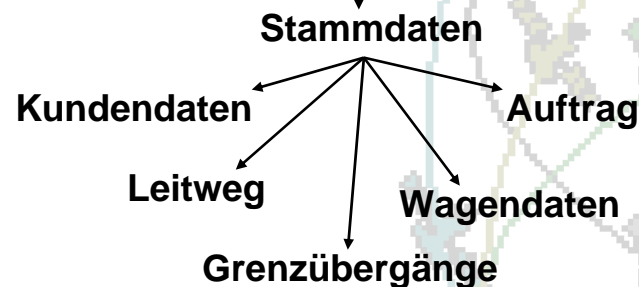 Stammdaten
Kundendaten
Auftrag
Leitweg
Wagendaten
Grenzübergänge